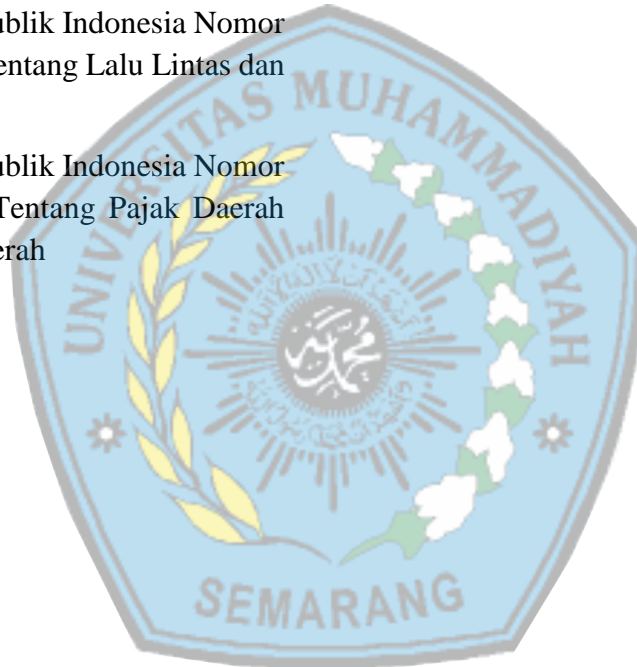 ublik Indonesia Nomor
entang Lalu Lintas dan
ublik Indonesia Nomor
Tentang Pajak Daerah
erah
UNIVERSITAS MUHAMMADIYAH
SEMARANG